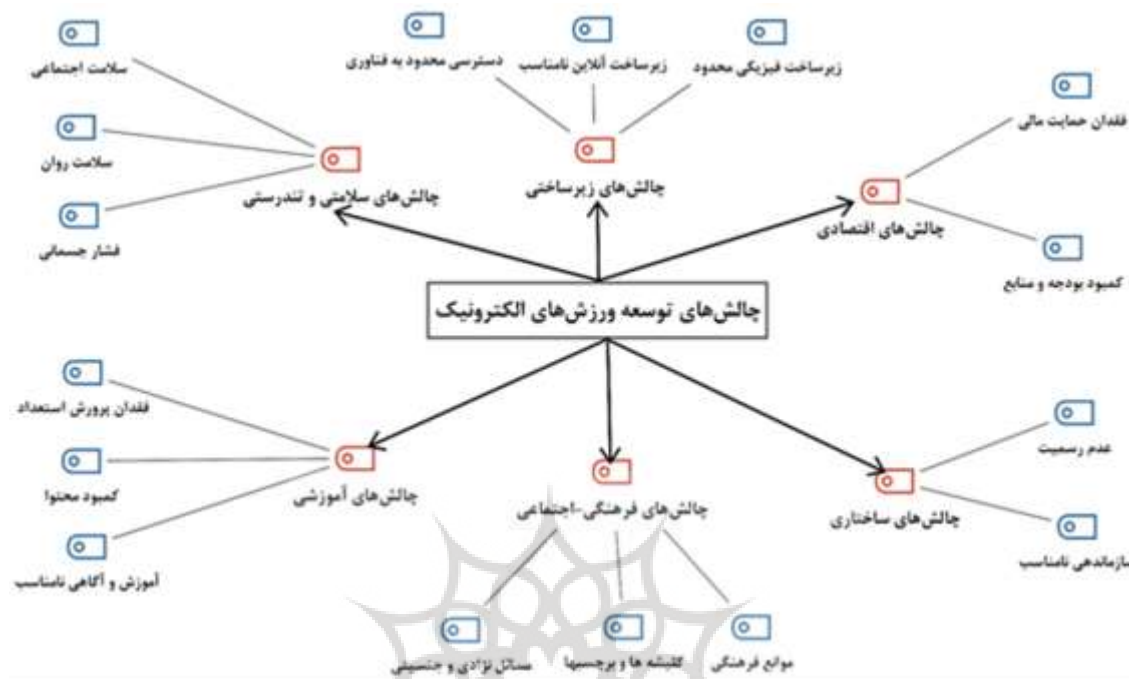 سلامت اجتماعی
سلامت روان
فشار جسمانی
چالش‌های سلامتی و تندرستی
دسترسی محدود به فناوری
زیرساخت آنلاین نامناسب
زیرساخت فیزیکی محدود
چالش‌های زیرساختی
فقدان حمایت مالی
کمبود بودجه و منابع
چالش‌های اقتصادی
چالش‌های توسعه ورزش‌های الکترونیک
فقدان پرورش استعداد
کمبود محتوا
آموزش و آگاهی نامناسب
چالش‌های آموزشی
چالش‌های فرهنگی-اجتماعی
مسائل نژادی و جنسیتی
کلیشه ها و برچسبها
موانع فرهنگی
عدم رسمیت
سازماندهی نامناسب
چالش‌های ساختاری